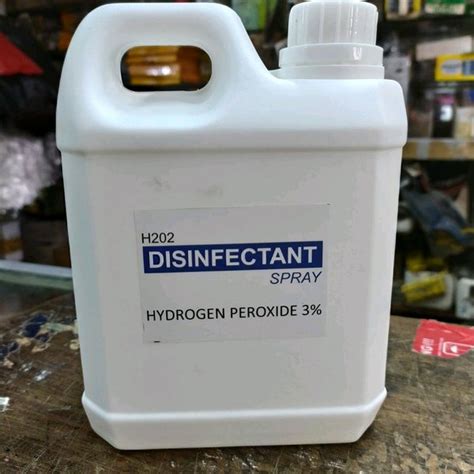 H202
DISINFECTANT
SPRAY
HYDROGEN PEROXIDE 3%